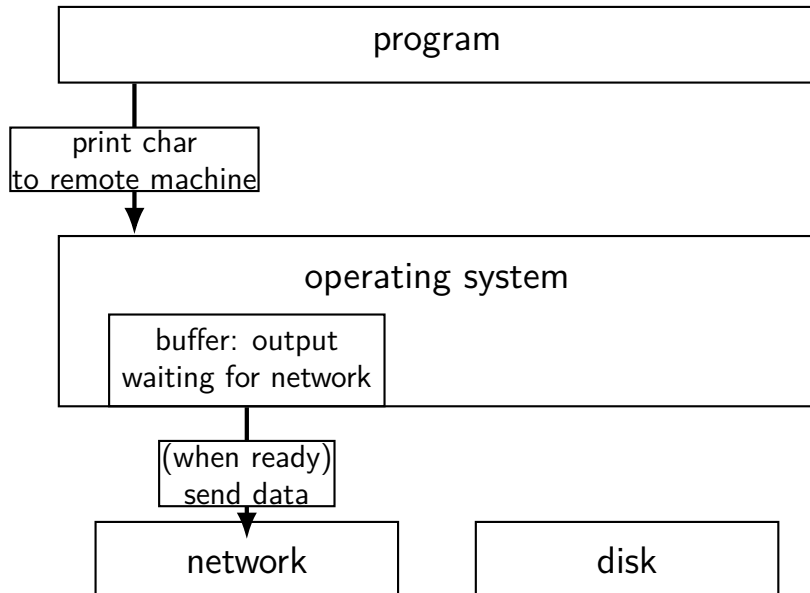 program
print char
to remote machine
operating system
buffer: output
waiting for network
(when ready)
send data
network
disk